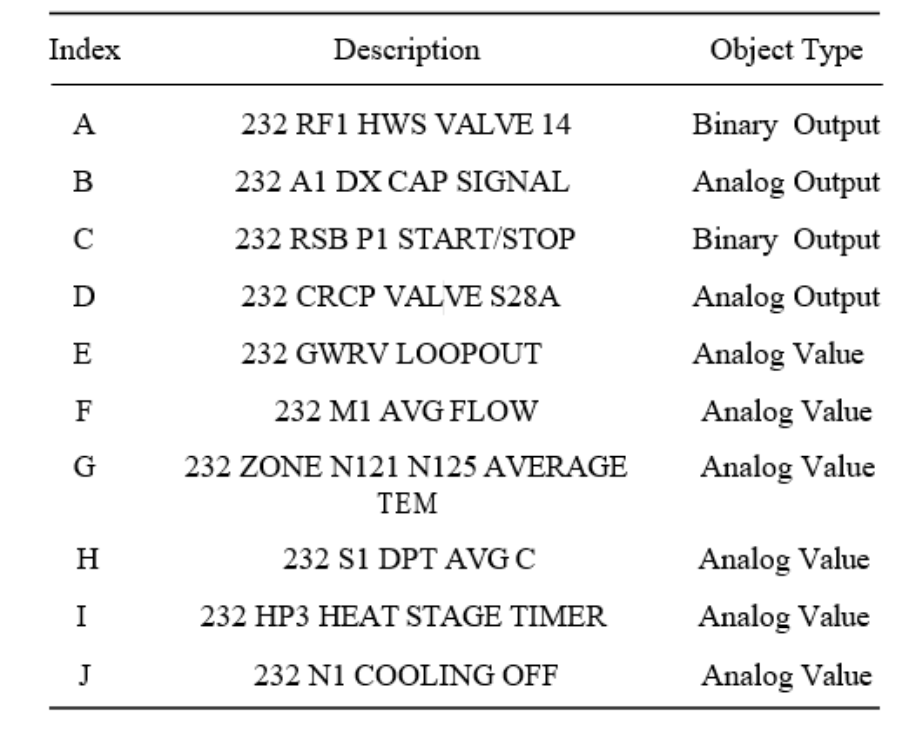 Index Description Object Type
A 232 RF1 HWS VALVE 14 Binary Output
B 232 A1 DX CAP SIGNAL Analog Output
C 232 RSB P1 START/STOP Binary Output
D 232 CRCP VALVE S28A Analog Output
E 232 GWRV LOOPOUT Analog Value
F 232 M1 AVG FLOW Analog Value
G 232 ZONE N121 N125 AVERAGE Analog Value
TEM
H 232 S1 DPT AVG C Analog Value
I 232 HP3 HEAT STAGE TIMER Analog Value
J 232 N1 COOLING OFF Analog Value